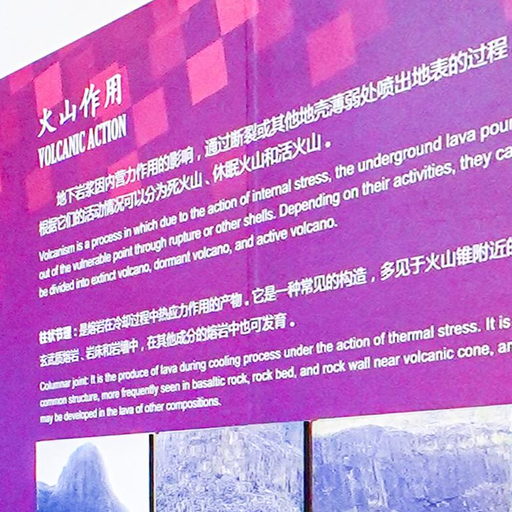 火山作用
VOLCANIC ACTION
地下岩浆因内营力作用的影响，通过断裂或其他地壳薄弱处喷出地表的过程
根据它们的活动情况可以分为死火山、休眠火山和活火山。
Volcanism is a process in which due to the action of internal stress, the underground lava pour
out of the vulnerable point through rupture or other shells. Depending on their activities, they ca
be divided into extinct volcano, dormant volcano, and active volcano.
柱状节理：是熔岩在冷却过程中热应力作用的产物。它是一种常见的构造，多见于火山锥附近的
玄武质熔岩、岩床和岩墙中，在其他成分的熔岩中也可发育。
Columnar joint: It is the produce of lava during cooling process under the action of thermal stress. It is
common structure, more frequently seen in basaltic rock, rock bed, and rock wall near volcanic cone, an
may be developed in the lava of other compositions.